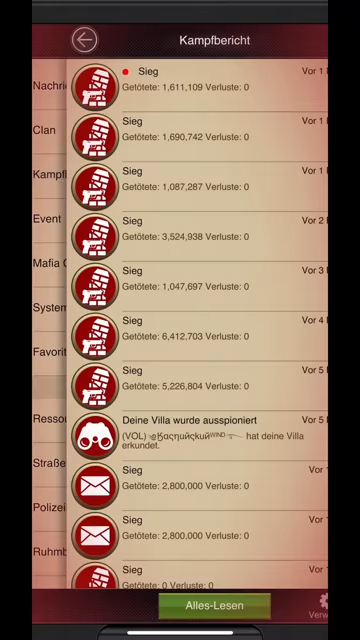 Kampfbericht
Sieg
Vor 1
Getötete: 1,611,109 Verluste: 0
Nachri
Sieg
Vor 1
Getötete: 1,690,742 Verluste: 0
Clan
Sieg
Vor 1
Kampf
Getötete: 1,087,287 Verluste: 0
Sieg
Vor 2
Event
Getötete: 3,524,938 Verluste: 0
Mafia
Sieg
Vor 3
Getötete: 1,047,697 Verluste: 0
System
Sieg
Vor 4
Getötete: 6,412,703 Verluste: 0
Favorit
Sieg
Vor 5
Getötete: 5,226,804 Verluste: 0
Ressou
Deine Villa wurde ausspioniert
Vor 5
(VOL) hat deine Villa
erkundet.
Straße
Sieg
Vor 1
Getötete: 2,800,000 Verluste: 0
Polizei
Sieg
Vor 1
Getötete: 2,800,000 Verluste: 0
Ruhmb
Sieg
Vor 1
Getötete: 0 Verluste: 0
Alles-Lesen
Verw